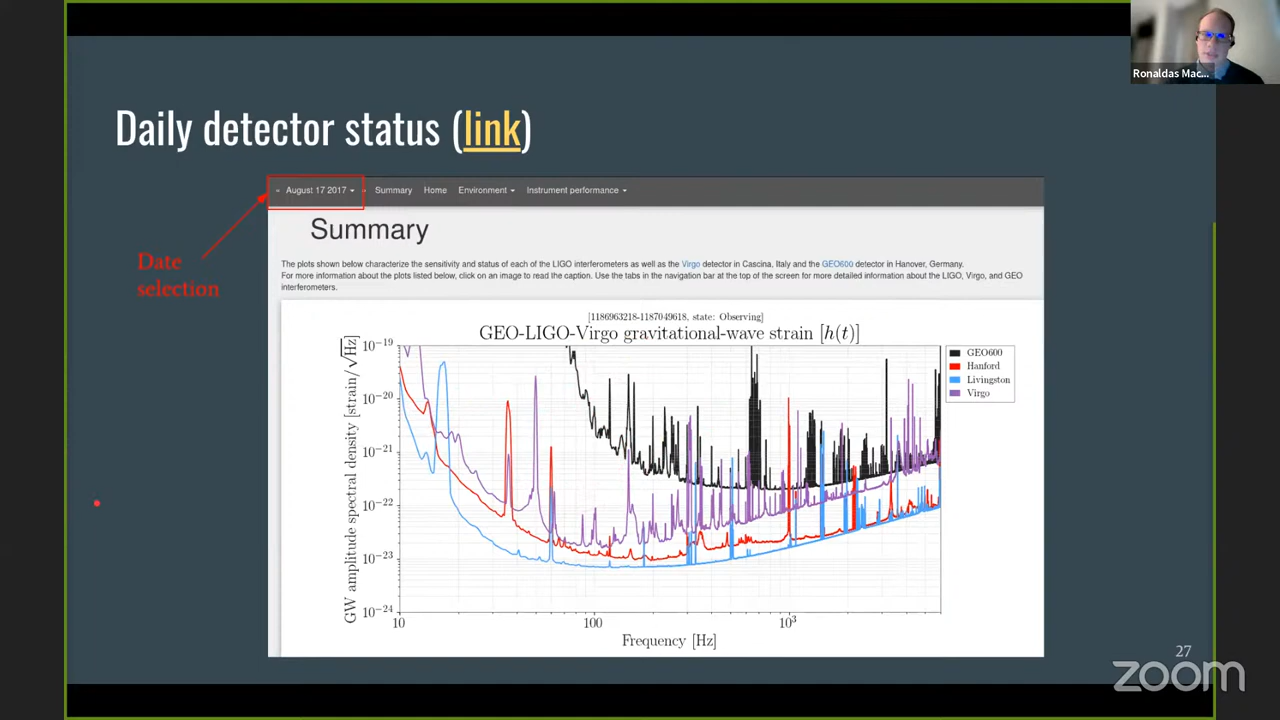 Ronaldas Mac...
Daily detector status (link)
August 17 2017
Summary
Home
Environment
Instrument performance
Date
selection
Summary
The plots shown below characterize the sensitivity and status of each of the LIGO interferometers as well as the Virgo detector in Cascina, Italy and the GEO600 detector in Hanover, Germany.
For more information about the plots listed below, click on an image to read the caption. Use the tabs in the navigation bar at the top of the screen for more detailed information about the LIGO, Virgo, and GEO
interferometers.
[1186963218-1187049618, state: Observing]
GEO-LIGO-Virgo gravitational-wave strain [h(t)]
GW amplitude spectral density [strain/√Hz]
10−19
10−20
10−21
10−22
10−23
10−24
GEO600
Hanford
Livingston
Virgo
10
100
10³
Frequency [Hz]
27
zoom